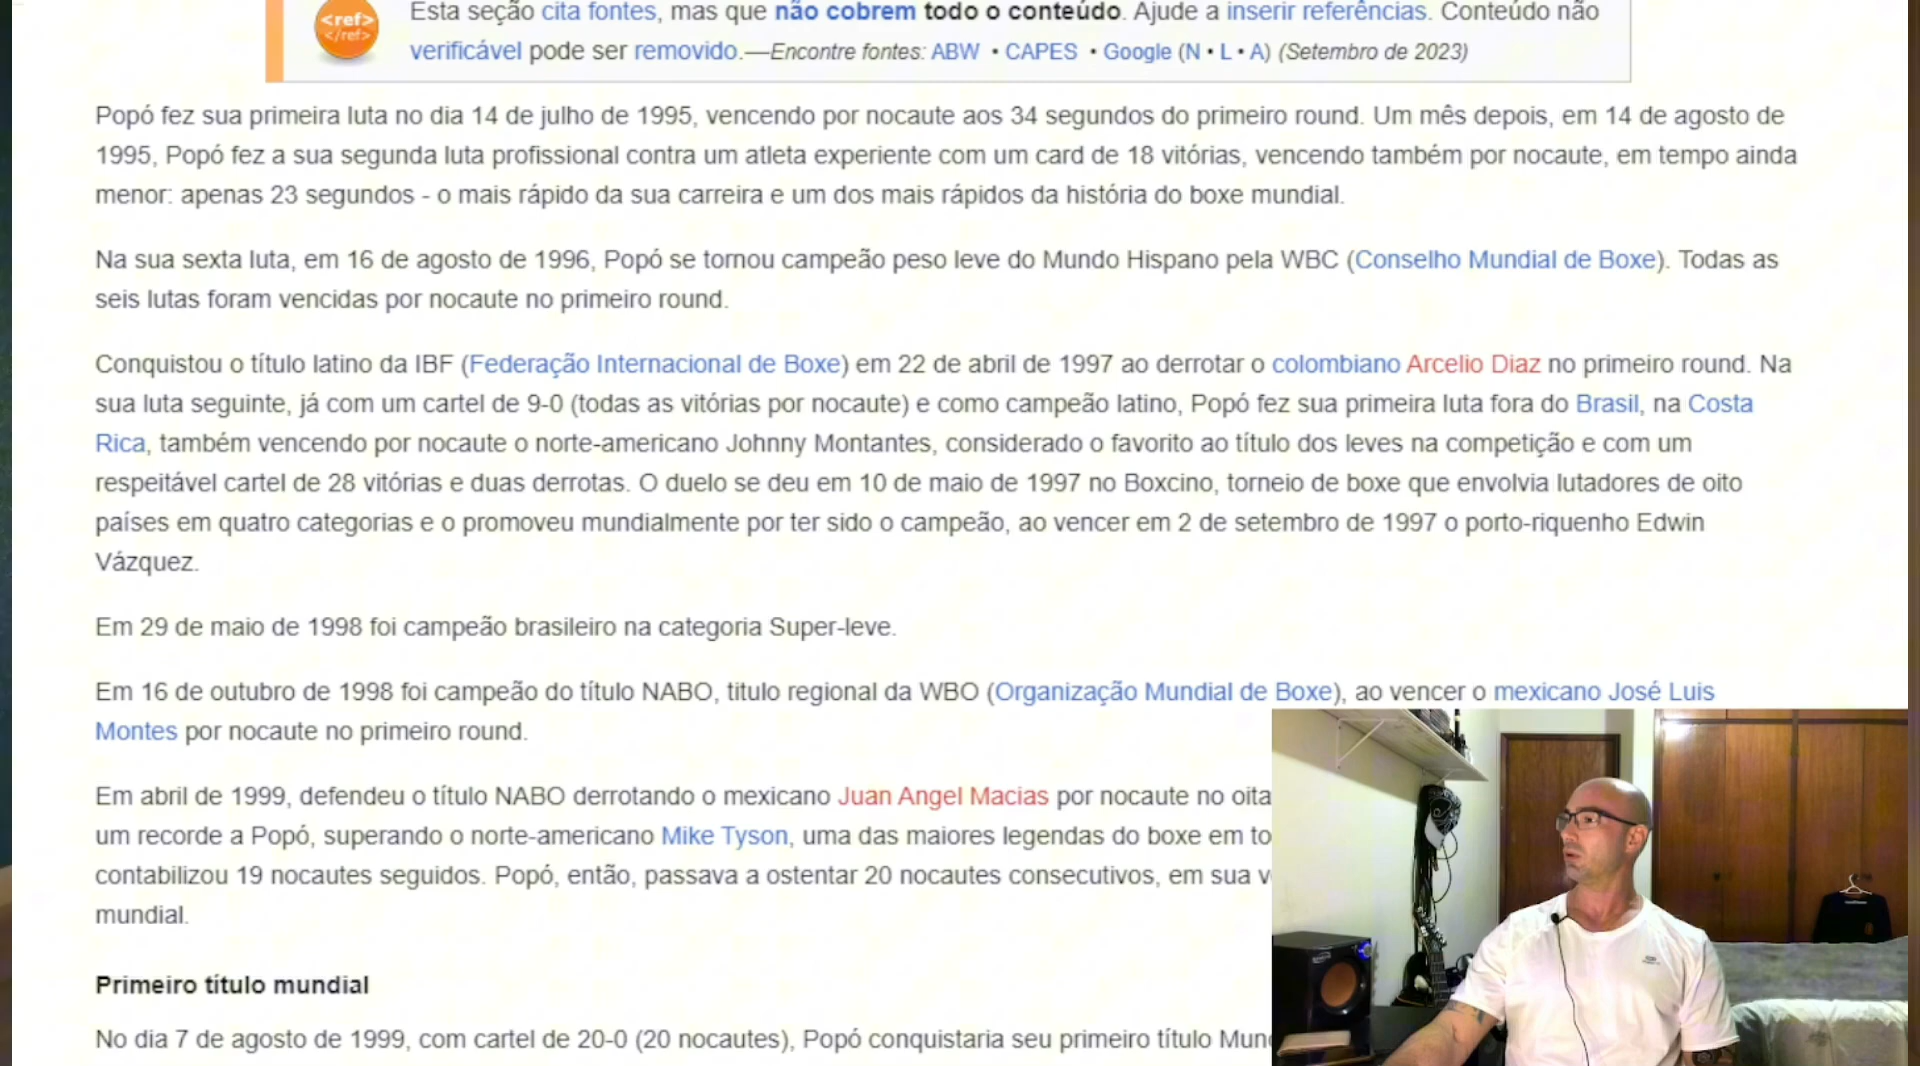 <ref>
</ref>
Esta seção cita fontes, mas que não cobrem todo o conteúdo. Ajude a inserir referências. Conteúdo não
verificável pode ser removido.—Encontre fontes: ABW • CAPES • Google (N • L • A) (Setembro de 2023)
Popó fez sua primeira luta no dia 14 de julho de 1995, vencendo por nocaute aos 34 segundos do primeiro round. Um mês depois, em 14 de agosto de
1995, Popó fez a sua segunda luta profissional contra um atleta experiente com um card de 18 vitórias, vencendo também por nocaute, em tempo ainda
menor: apenas 23 segundos - o mais rápido da sua carreira e um dos mais rápidos da história do boxe mundial.
Na sua sexta luta, em 16 de agosto de 1996, Popó se tornou campeão peso leve do Mundo Hispano pela WBC (Conselho Mundial de Boxe). Todas as
seis lutas foram vencidas por nocaute no primeiro round.
Conquistou o título latino da IBF (Federação Internacional de Boxe) em 22 de abril de 1997 ao derrotar o colombiano Arcelio Diaz no primeiro round. Na
sua luta seguinte, já com um cartel de 9-0 (todas as vitórias por nocaute) e como campeão latino, Popó fez sua primeira luta fora do Brasil, na Costa
Rica, também vencendo por nocaute o norte-americano Johnny Montantes, considerado o favorito ao título dos leves na competição e com um
respeitável cartel de 28 vitórias e duas derrotas. O duelo se deu em 10 de maio de 1997 no Boxcino, torneio de boxe que envolvia lutadores de oito
países em quatro categorias e o promoveu mundialmente por ter sido o campeão, ao vencer em 2 de setembro de 1997 o porto-riquenho Edwin
Vázquez.
Em 29 de maio de 1998 foi campeão brasileiro na categoria Super-leve.
Em 16 de outubro de 1998 foi campeão do título NABO, titulo regional da WBO (Organização Mundial de Boxe), ao vencer o mexicano José Luis
Montes por nocaute no primeiro round.
Em abril de 1999, defendeu o título NABO derrotando o mexicano Juan Angel Macias por nocaute no oita
um recorde a Popó, superando o norte-americano Mike Tyson, uma das maiores legendas do boxe em to
contabilizou 19 nocautes seguidos. Popó, então, passava a ostentar 20 nocautes consecutivos, em sua v
mundial.
Primeiro título mundial
No dia 7 de agosto de 1999, com cartel de 20-0 (20 nocautes), Popó conquistaria seu primeiro título Mun